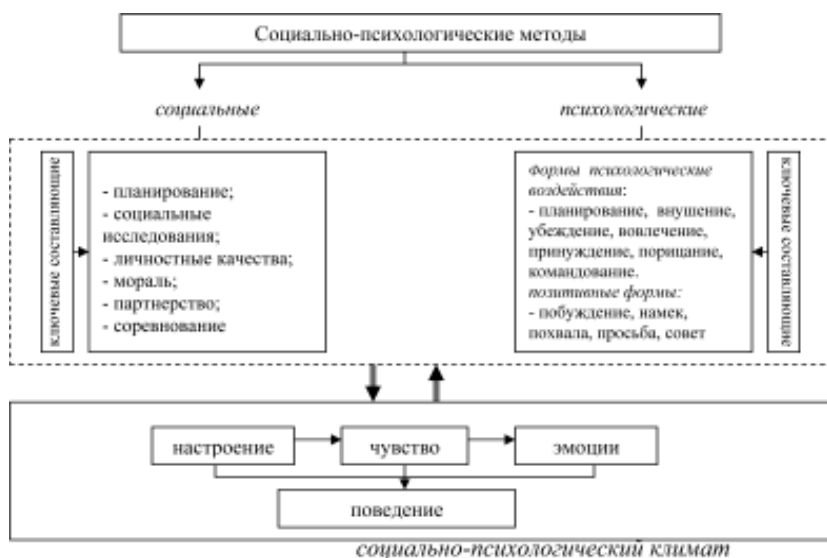 Социально-психологические методы
социальные
психологические
ключевые составляющие
- планирование;
- социальные
исследования;
- личностные качества;
- мораль;
- партнерство;
- соревнование
Формы психологические
воздействия:
- планирование, внушение,
убеждение, вовлечение,
принуждение, порицание,
командование.
позитивные формы:
- побуждение, намек,
похвала, просьба, совет
ключевые составляющие
настроение
чувство
эмоции
поведение
социально-психологический климат